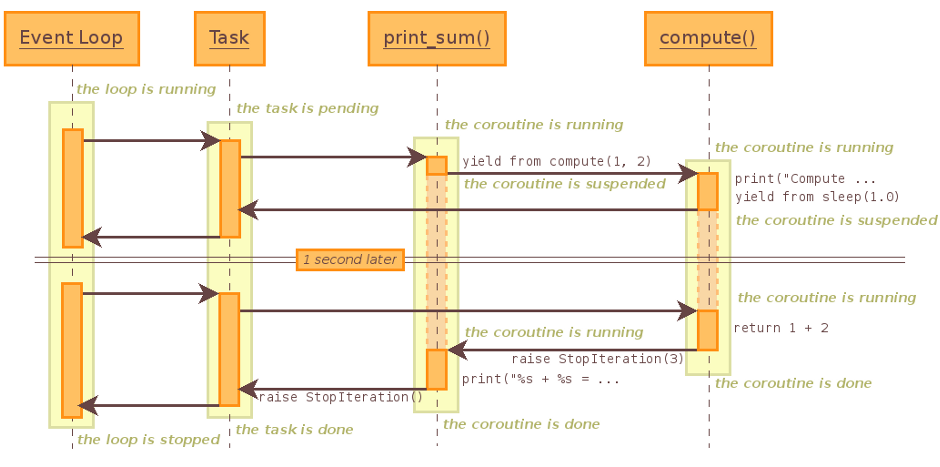 Event Loop
Task
print_sum()
compute()
the loop is running
the task is pending
the coroutine is running
the coroutine is running
yield from compute(1, 2)
print("Compute ...
the coroutine is suspended
yield from sleep(1.0)
the coroutine is suspended
1 second later
the coroutine is running
return 1 + 2
the coroutine is running
raise StopIteration(3)
print("%s + %s = ...
the coroutine is done
raise StopIteration()
the coroutine is done
the task is done
the loop is stopped